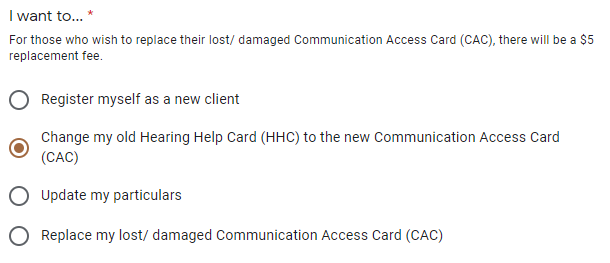 I want to... *
For those who wish to replace their lost/ damaged Communication Access Card (CAC), there will be a $5
replacement fee.
Register myself as a new client
Change my old Hearing Help Card (HHC) to the new Communication Access Card
(CAC)
Update my particulars
Replace my lost/ damaged Communication Access Card (CAC)